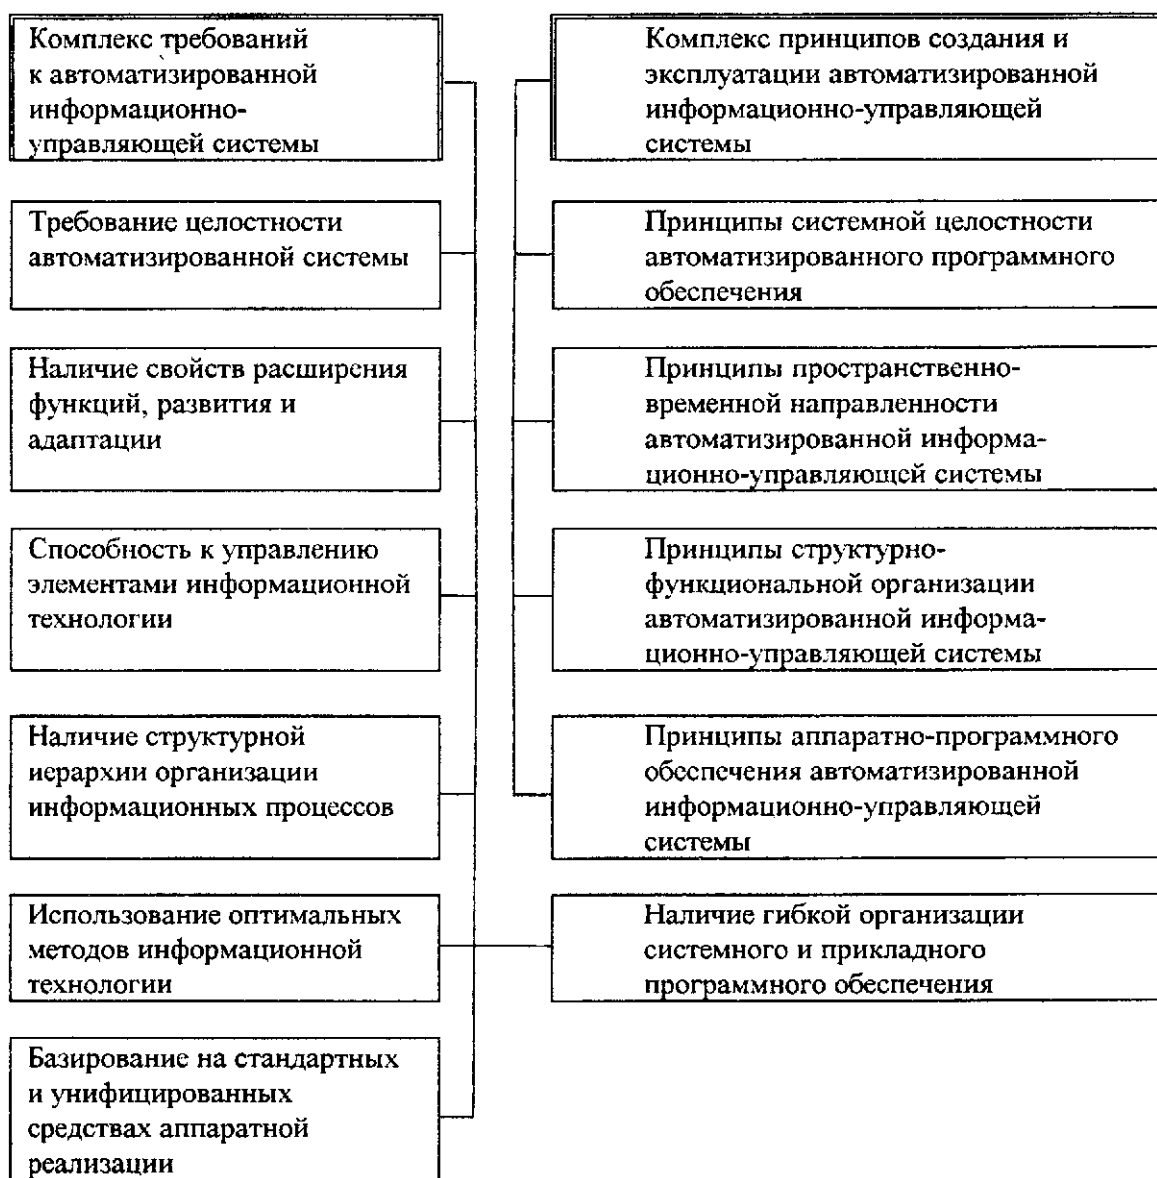 Комплекс требований
к автоматизированной
информационно-
управляющей системы
Требование целостности
автоматизированной системы
Наличие свойств расширения
функций, развития и
адаптации
Способность к управлению
элементами информационной
технологии
Наличие структурной
иерархии организации
информационных процессов
Использование оптимальных
методов информационной
технологии
Базирование на стандартных
и унифицированных
средствах аппаратной
реализации
Комплекс принципов создания и
эксплуатации автоматизированной
информационно-управляющей
системы
Принципы системной целостности
автоматизированного программного
обеспечения
Принципы пространственно-
временной направленности
автоматизированной информа-
ционно-управляющей системы
Принципы структурно-
функциональной организации
автоматизированной информа-
ционно-управляющей системы
Принципы аппаратно-программного
обеспечения автоматизированной
информационно-управляющей
системы
Наличие гибкой организации
системного и прикладного
программного обеспечения